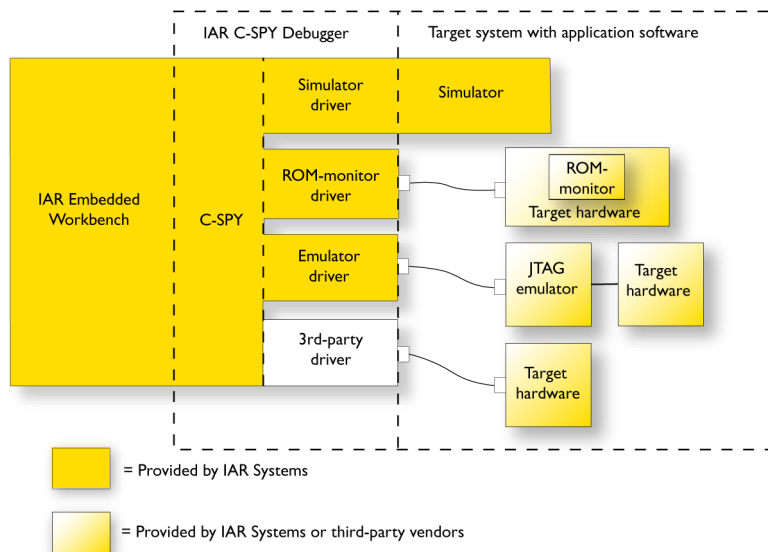 IAR C-SPY Debugger
Target system with application software
Simulator
driver
Simulator
IAR Embedded
Workbench
C-SPY
ROM-monitor
driver
ROM-
monitor
Target hardware
Emulator
driver
JTAG
emulator
Target
hardware
3rd-party
driver
Target
hardware
= Provided by IAR Systems
= Provided by IAR Systems or third-party vendors